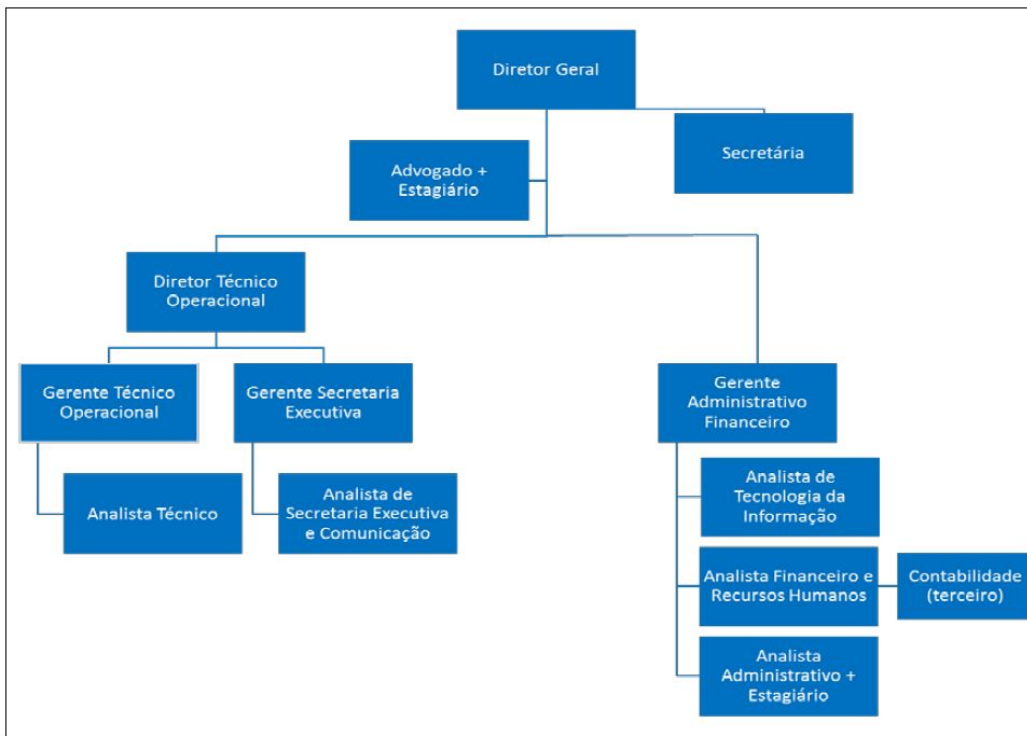 Diretor Geral
Secretária
Advogado +
Estagiário
Diretor Técnico
Operacional
Gerente Técnico
Operacional
Gerente Secretaria
Executiva
Gerente
Administrativo
Financeiro
Analista Técnico
Analista de
Secretaria Executiva
e Comunicação
Analista de
Tecnologia da
Informação
Analista Financeiro e
Recursos Humanos
Contabilidade
(terceiro)
Analista
Administrativo +
Estagiário